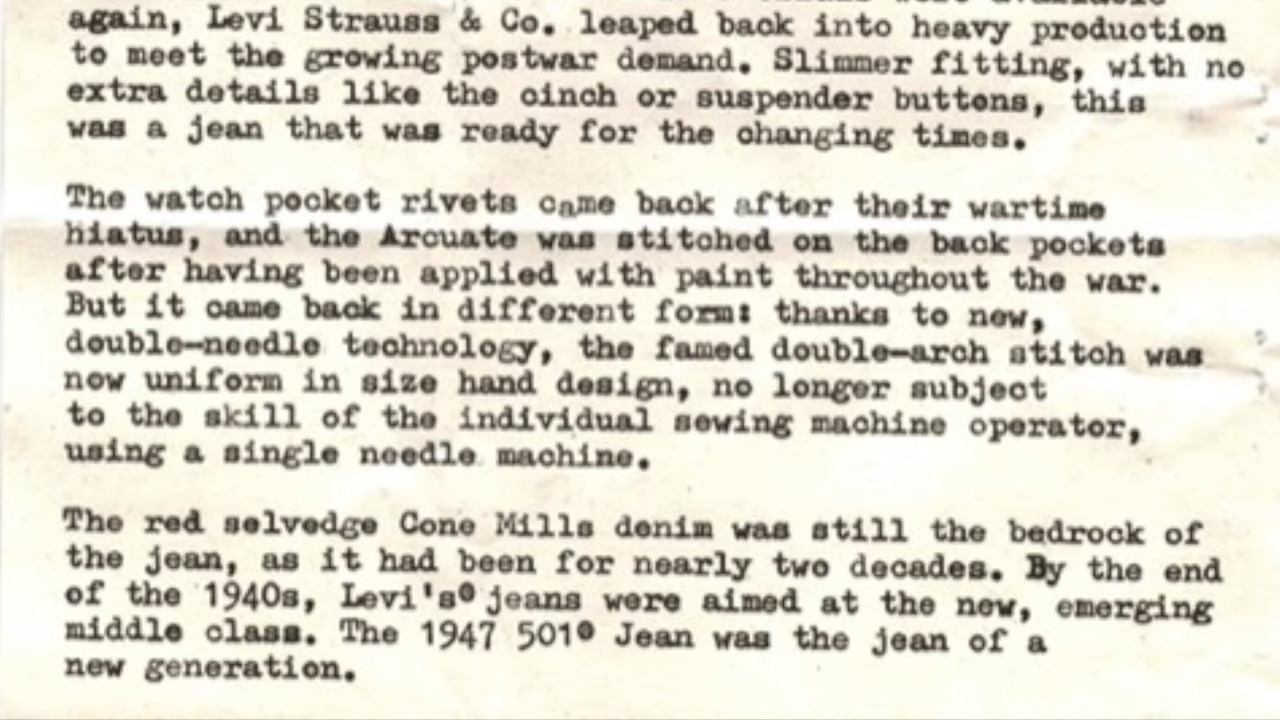 again, Levi Strauss & Co. leaped back into heavy production
to meet the growing postwar demand. Slimmer fitting, with no
extra details like the cinch or suspender buttons, this
was a jean that was ready for the changing times.
The watch pocket rivets came back after their wartime
hiatus, and the Arcuate was stitched on the back pockets
after having been applied with paint throughout the war.
But it came back in different form: thanks to new,
double-needle technology, the famed double-arch stitch was
now uniform in size hand design, no longer subject
to the skill of the individual sewing machine operator,
using a single needle machine.
The red selvedge Cone Mills denim was still the bedrock of
the jean, as it had been for nearly two decades. By the end
of the 1940s, Levi's® jeans were aimed at the new, emerging
middle class. The 1947 501® Jean was the jean of a
new generation.